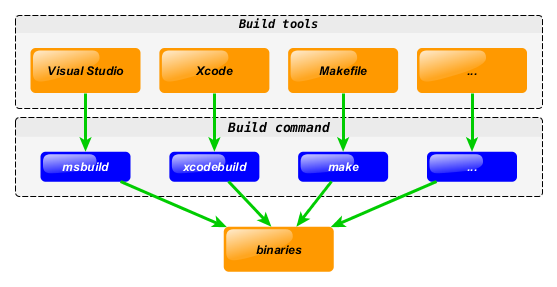 Build tools
Visual Studio
Xcode
Makefile
...
Build command
msbuild
xcodebuild
make
...
binaries